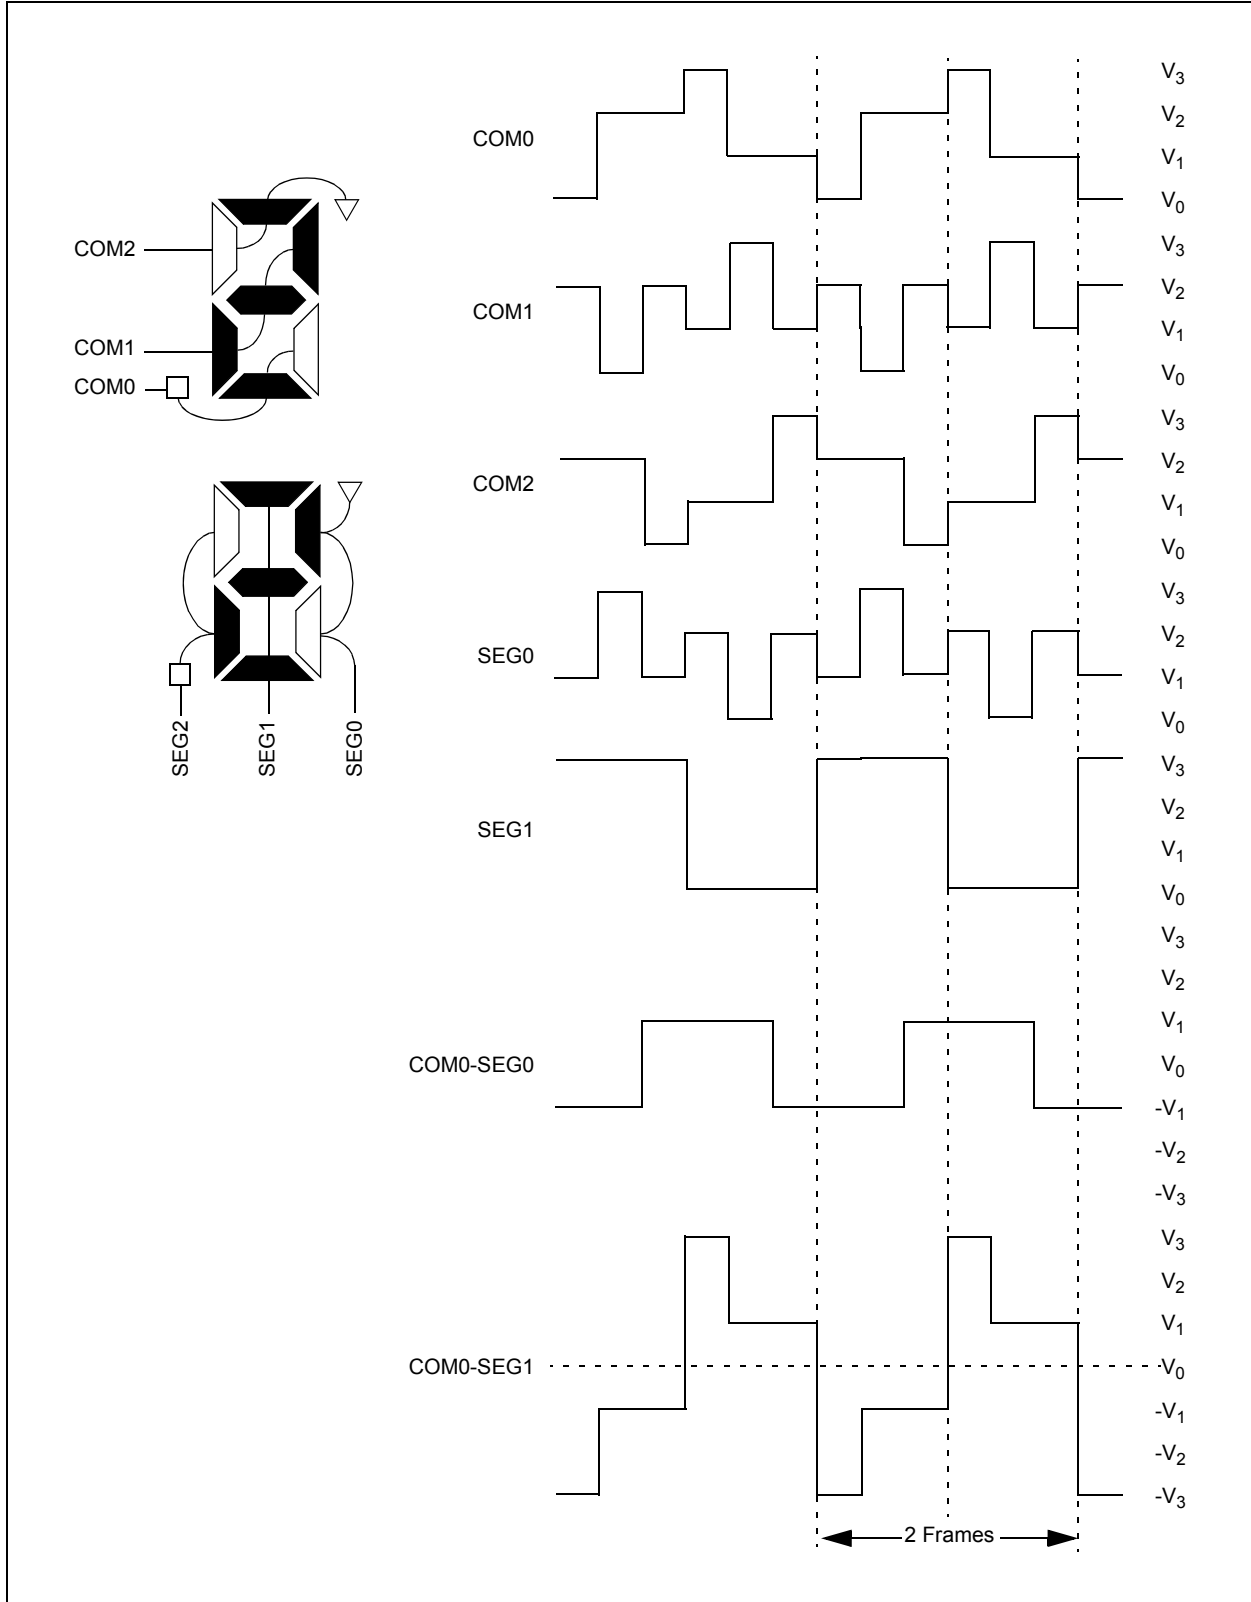 COM2
COM1
COM0
SEG2
SEG1
SEG0
COM0
V3
V2
V1
V0
COM1
V3
V2
V1
V0
COM2
V3
V2
V1
V0
SEG0
V3
V2
V1
V0
SEG1
V3
V2
V1
V0
COM0-SEG0
V3
V2
V1
V0
-V1
-V2
-V3
COM0-SEG1
V3
V2
V1
V0
-V1
-V2
-V3
2 Frames